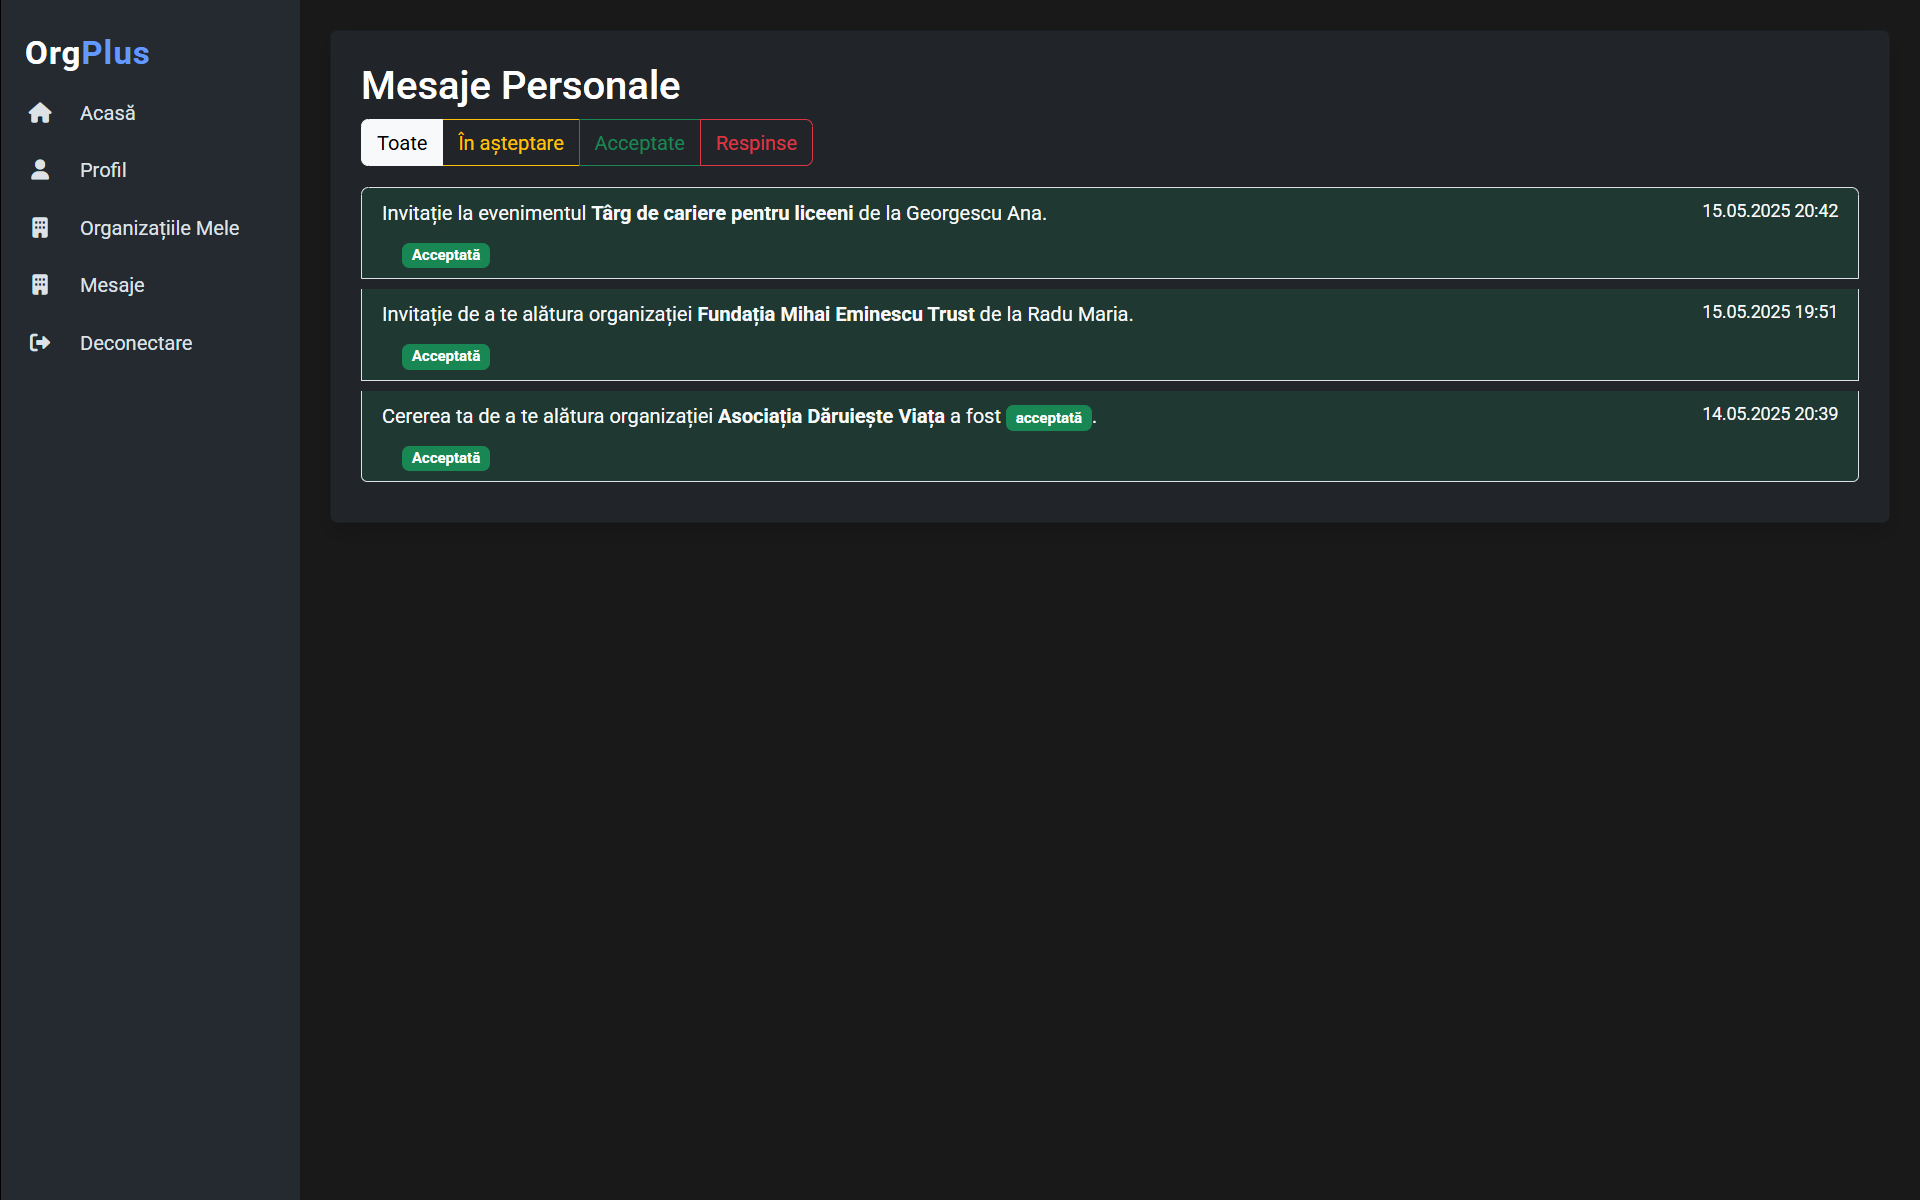 OrgPlus
Acasă
Profil
Organizațiile Mele
Mesaje
Deconectare
Mesaje Personale
Toate
În așteptare
Acceptate
Respinse
Invitație la evenimentul Târg de cariere pentru liceeni de la Georgescu Ana.
15.05.2025 20:42
Acceptată
Invitație de a te alătura organizației Fundația Mihai Eminescu Trust de la Radu Maria.
15.05.2025 19:51
Acceptată
Cererea ta de a te alătura organizației Asociația Dăruiește Viața a fost acceptată.
14.05.2025 20:39
Acceptată